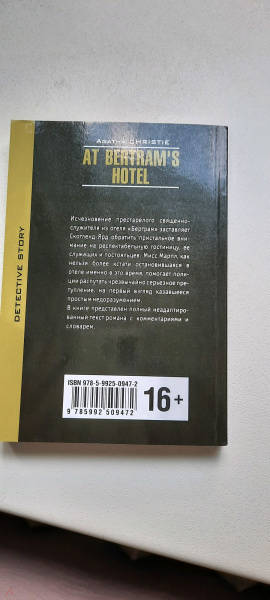 AGATHA CHRISTIE
AT BERTRAM'S
HOTEL
Исчезновение престарелого священно-
служителя из отеля «Бертрам» заставляет
Скотленд-Ярд обратить пристальное вни-
мание на респектабельную гостиницу, ее
служащих и постояльцев. Мисс Марпл, как
нельзя более кстати остановившаяся в
отеле именно в это время, помогает поли-
ции распутать чрезвычайно серьезное пре-
ступление, на первый взгляд казавшееся
простым недоразумением.
В книге представлен полный неадаптиро-
ванный текст романа с комментариями и
словарем.
DETECTIVE STORY
ISBN 978-5-9925-0947-2
9 785992 509472
16+